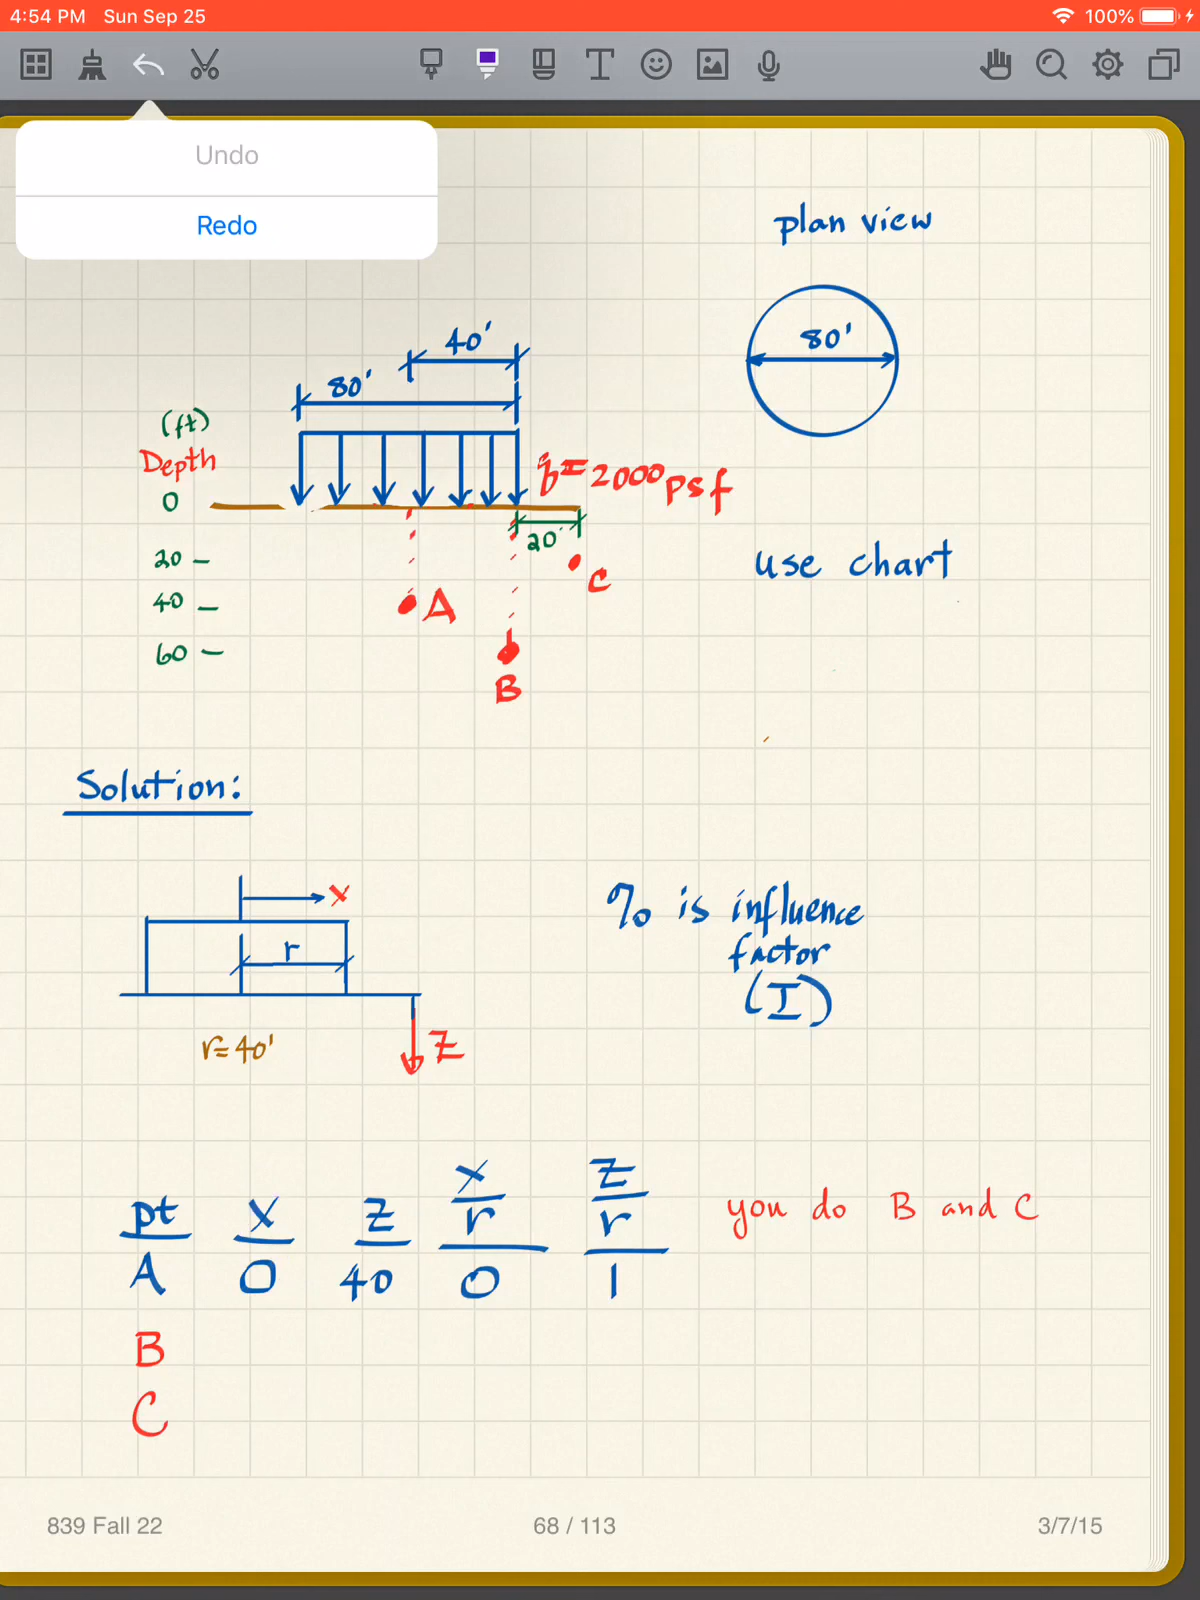 4:54 PM Sun Sep 25 100%
Undo
Redo
plan view
80'
40'
80'
(ft)
Depth
q = 2000 psf
0
20'
20 –
C
use chart
40 –
A
60 –
B
Solution:
x
r
% is influence
factor
(I)
r = 40'
z
pt x z x/r z/r you do B and C
A 0 40 0 1
B
C
839 Fall 22 68 / 113 3/7/15